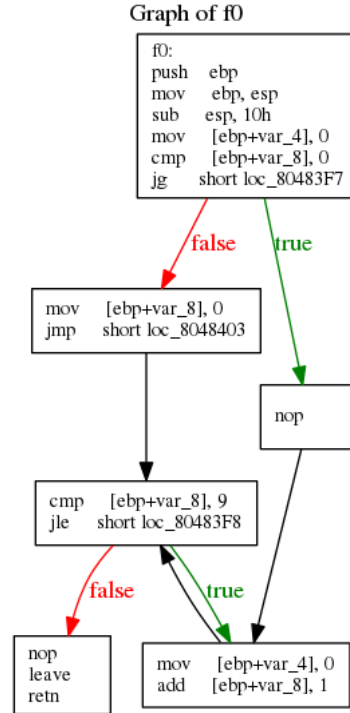 Graph of f0
f0:
push ebp
mov ebp, esp
sub esp, 10h
mov [ebp+var_4], 0
cmp [ebp+var_8], 0
jg short loc_80483F7
false
true
mov [ebp+var_8], 0
jmp short loc_8048403
nop
cmp [ebp+var_8], 9
jle short loc_80483F8
false
true
nop
leave
retn
mov [ebp+var_4], 0
add [ebp+var_8], 1